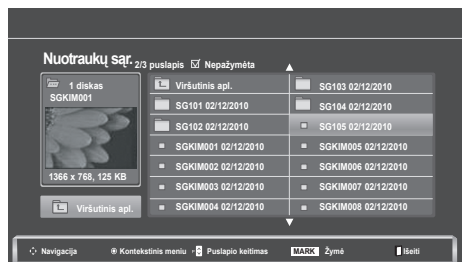 Nuotraukų sąr. 2/3 puslapis Nepažymėta
1 diskas
SGKIM001
1366 x 768, 125 KB
Viršutinis apl.
Viršutinis apl.
SG101 02/12/2010
SG102 02/12/2010
SGKIM001 02/12/2010
SGKIM002 02/12/2010
SGKIM003 02/12/2010
SGKIM004 02/12/2010
SG103 02/12/2010
SG104 02/12/2010
SG105 02/12/2010
SGKIM005 02/12/2010
SGKIM006 02/12/2010
SGKIM007 02/12/2010
SGKIM008 02/12/2010
Navigacija Kontekstinis meniu P Puslapio keitimas MARK Žymė Išeiti